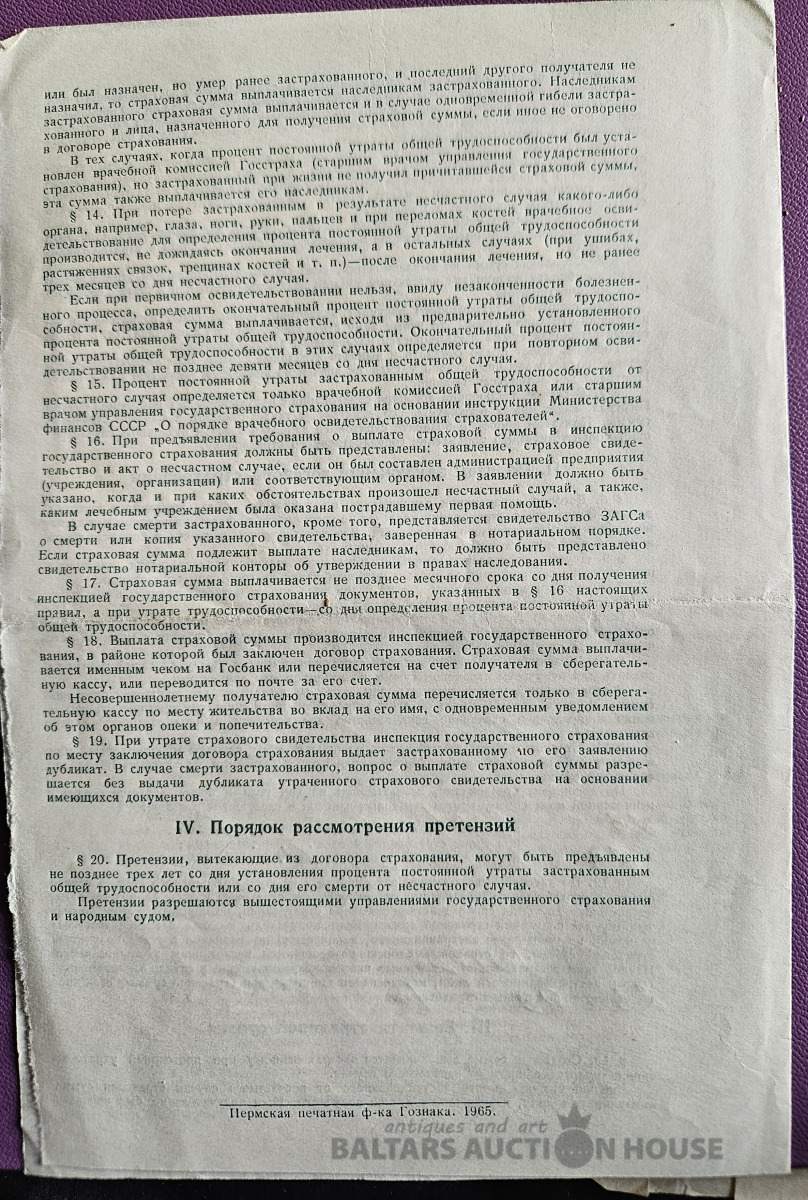 или был назначен, но умер ранее застрахованного, и последний другого получателя не
назначил, то страховая сумма выплачивается наследникам застрахованного. Наследникам
застрахованного страховая сумма выплачивается и в случае одновременной гибели застра-
хованного и лица, назначенного для получения страховой суммы, если иное не оговорено
в договоре страхования.
В тех случаях, когда процент постоянной утраты общей трудоспособности был уста-
новлен врачебной комиссией Госстраха (старшим врачом управления государственного
страхования), но застрахованный при жизни не получил причитавшейся страховой суммы,
эта сумма также выплачивается его наследникам.
§ 14. При потере застрахованным в результате несчастного случая какого-либо
органа, например, глаза, ноги, руки, пальцев и при переломах костей врачебное осви-
детельствование для определения процента постоянной утраты общей трудоспособности
производится, не дожидаясь окончания лечения, а в остальных случаях (при ушибах,
растяжениях связок, трещинах костей и т. п.)—после окончания лечения, но не ранее
трех месяцев со дня несчастного случая.
Если при первичном освидетельствовании нельзя, ввиду незаконченности болезнен-
ного процесса, определить окончательный процент постоянной утраты общей трудоспо-
собности, страховая сумма выплачивается, исходя из предварительно установленного
процента постоянной утраты общей трудоспособности. Окончательный процент постоян-
ной утраты общей трудоспособности в этих случаях определяется при повторном осви-
детельствовании не позднее девяти месяцев со дня несчастного случая.
§ 15. Процент постоянной утраты застрахованным общей трудоспособности от
несчастного случая определяется только врачебной комиссией Госстраха или старшим
врачом управления государственного страхования на основании инструкции Министерства
финансов СССР „О порядке врачебного освидетельствования страхователей“.
§ 16. При предъявлении требования о выплате страховой суммы в инспекцию
государственного страхования должны быть представлены: заявление, страховое свиде-
тельство и акт о несчастном случае, если он был составлен администрацией предприятия
(учреждения, организации) или соответствующим органом. В заявлении должно быть
указано, когда и при каких обстоятельствах произошел несчастный случай, а также,
каким лечебным учреждением была оказана пострадавшему первая помощь.
В случае смерти застрахованного, кроме того, представляется свидетельство ЗАГСа
о смерти или копия указанного свидетельства, заверенная в нотариальном порядке.
Если страховая сумма подлежит выплате наследникам, то должно быть представлено
свидетельство нотариальной конторы об утверждении в правах наследования.
§ 17. Страховая сумма выплачивается не позднее месячного срока со дня получения
инспекцией государственного страхования документов, указанных в § 16 настоящих
правил, а при утрате трудоспособности—со дня определения процента постоянной утраты
общей трудоспособности.
§ 18. Выплата страховой суммы производится инспекцией государственного страхо-
вания, в районе которой был заключен договор страхования. Страховая сумма выплачи-
вается именным чеком на Госбанк или перечисляется на счет получателя в сберегатель-
ную кассу, или переводится по почте за его счет.
Несовершеннолетнему получателю страховая сумма перечисляется только в сберега-
тельную кассу по месту жительства во вклад на его имя, с одновременным уведомлением
об этом органов опеки и попечительства.
§ 19. При утрате страхового свидетельства инспекция государственного страхования
по месту заключения договора страхования выдает застрахованному по его заявлению
дубликат. В случае смерти застрахованного, вопрос о выплате страховой суммы разре-
шается без выдачи дубликата утраченного страхового свидетельства на основании
имеющихся документов.
IV. Порядок рассмотрения претензий
§ 20. Претензии, вытекающие из договора страхования, могут быть предъявлены
не позднее трех лет со дня установления процента постоянной утраты застрахованным
общей трудоспособности или со дня его смерти от несчастного случая.
Претензии разрешаются вышестоящими управлениями государственного страхования
и народным судом.
Пермская печатная ф-ка Гознака. 1965.
antiques and art
BALTARS AUCTION HOUSE